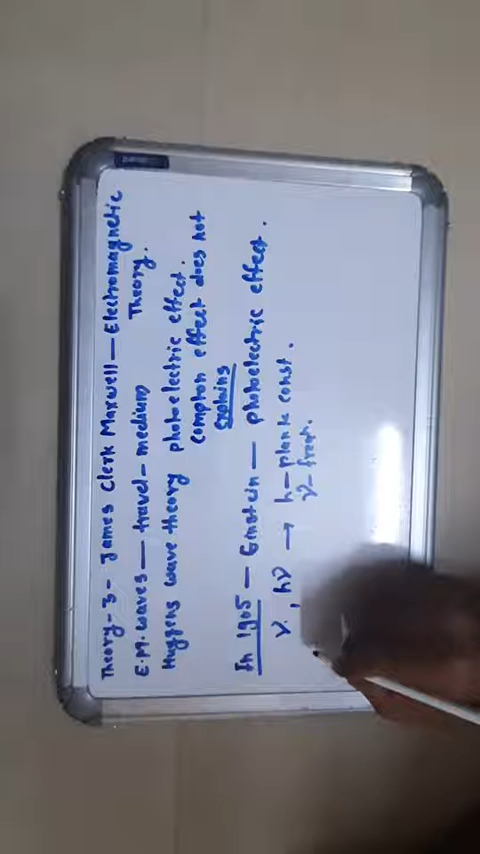 Theory-3- James Clerk Maxwell — Electromagnetic
Theory.
E.M. waves — travel - medium
Huygens wave theory photoelectric effect.
compton effect does not
explains
In 1905 — Einstein — photoelectric effect.
ν, hν → h-plank const.
ν-freq.